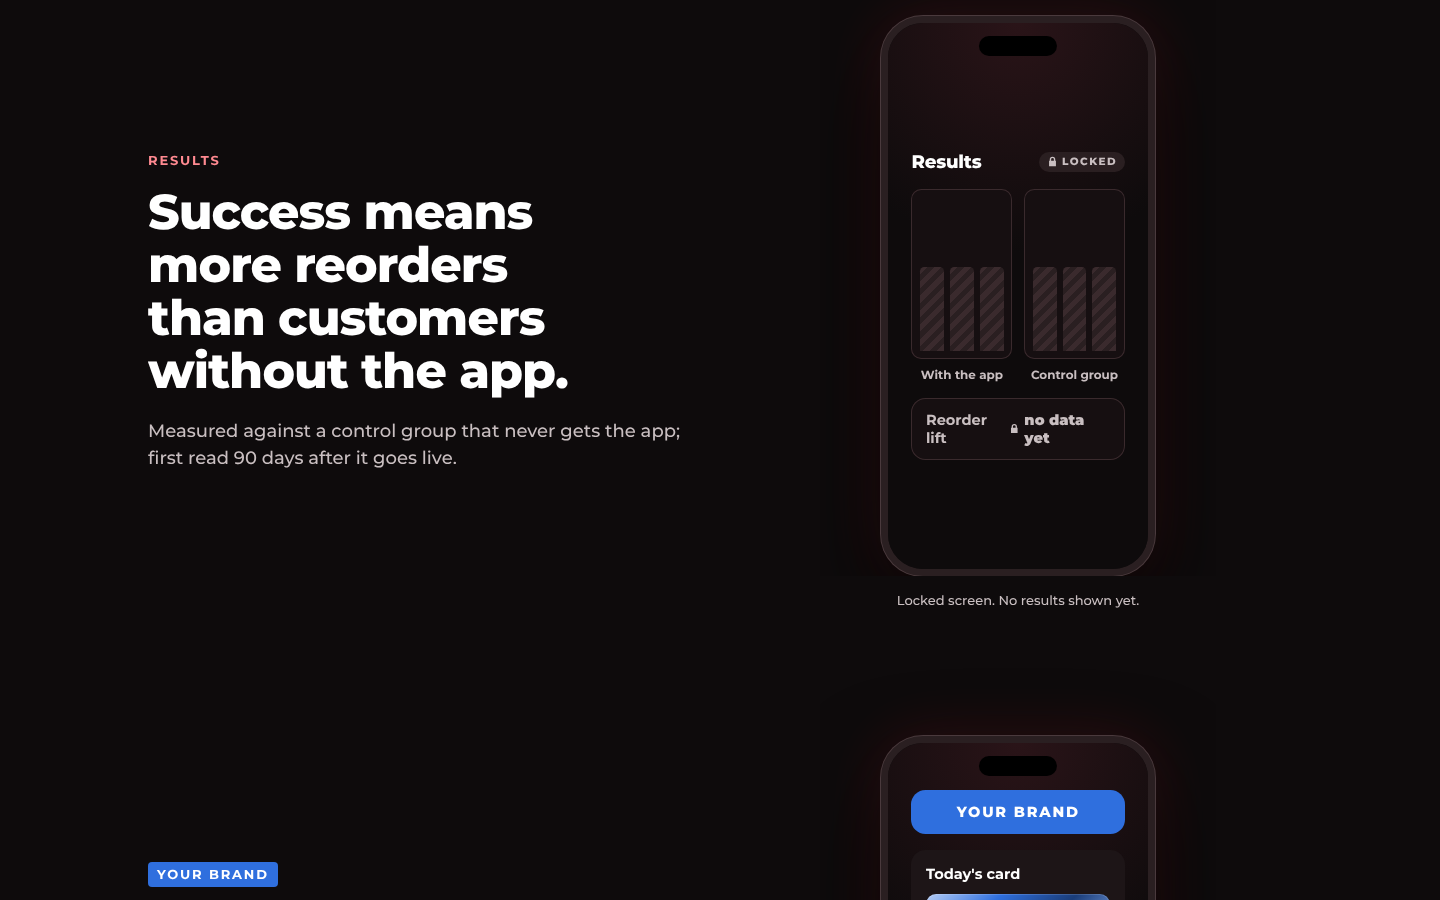 RESULTS
Success means
more reorders
than customers
without the app.
Measured against a control group that never gets the app;
first read 90 days after it goes live.
Results
LOCKED
With the app
Control group
Reorder
lift
no data
yet
Locked screen. No results shown yet.
YOUR BRAND
YOUR BRAND
Today's card